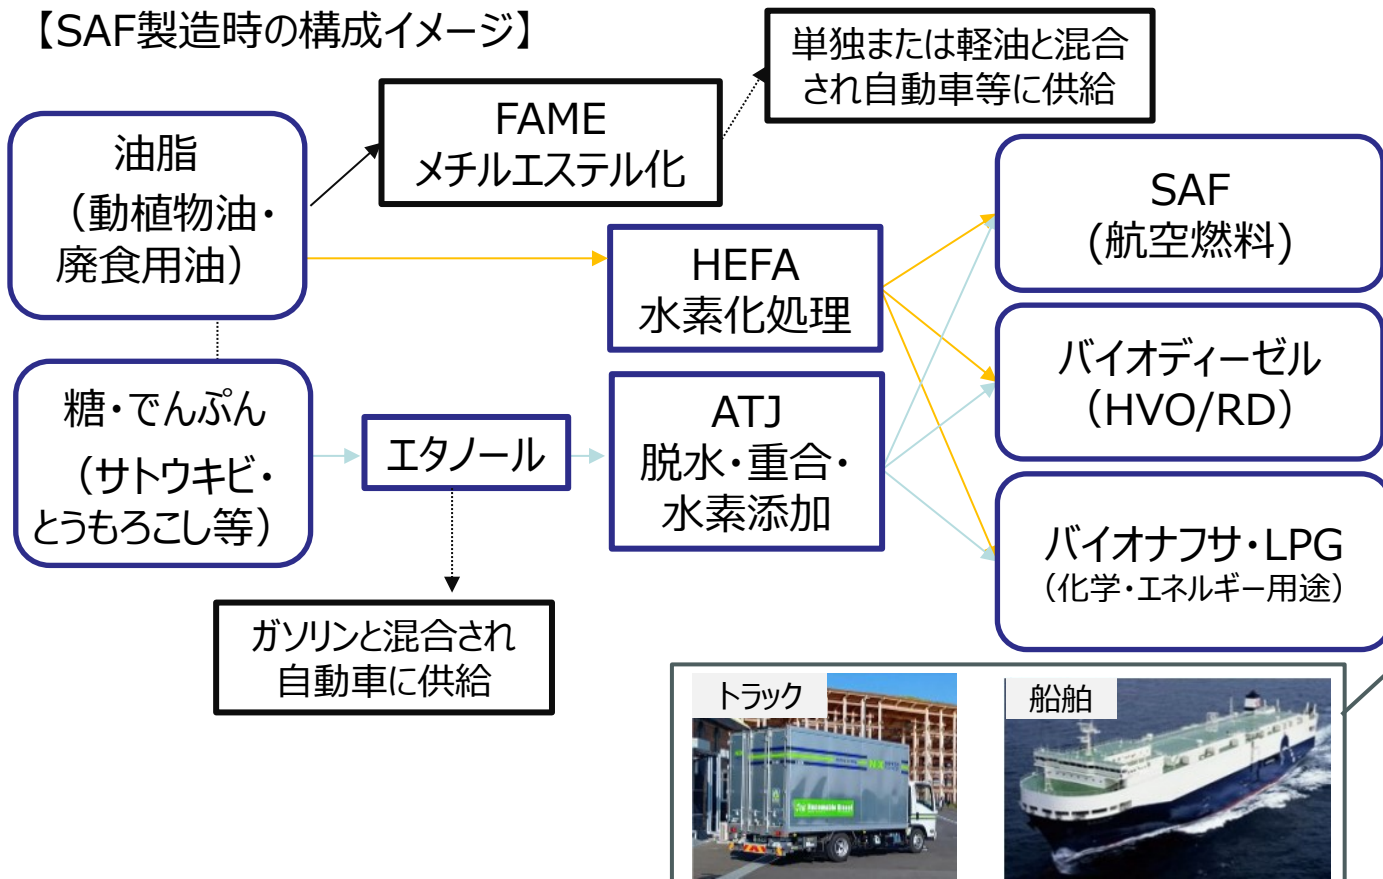 【SAF製造時の構成イメージ】
単独または軽油と混合
され自動車等に供給
FAME
メチルエステル化
油脂
（動植物油・
廃食用油）
SAF
(航空燃料)
HEFA
水素化処理
バイオディーゼル
（HVO/RD）
糖・でんぷん
（サトウキビ・
とうもろこし等）
エタノール
ATJ
脱水・重合・
水素添加
バイオナフサ・LPG
（化学・エネルギー用途）
ガソリンと混合され
自動車に供給
トラック
船舶
Renewable Diesel